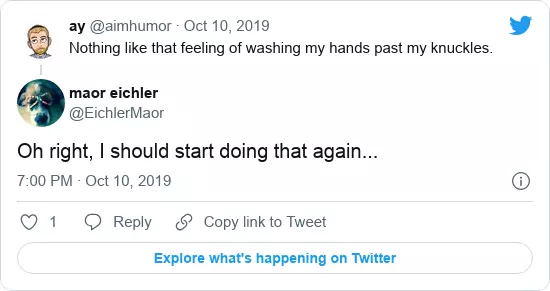 ay @aimhumor · Oct 10, 2019
Nothing like that feeling of washing my hands past my knuckles.
maor eichler
@EichlerMaor
Oh right, I should start doing that again...
7:00 PM · Oct 10, 2019
1 Reply Copy link to Tweet
Explore what's happening on Twitter